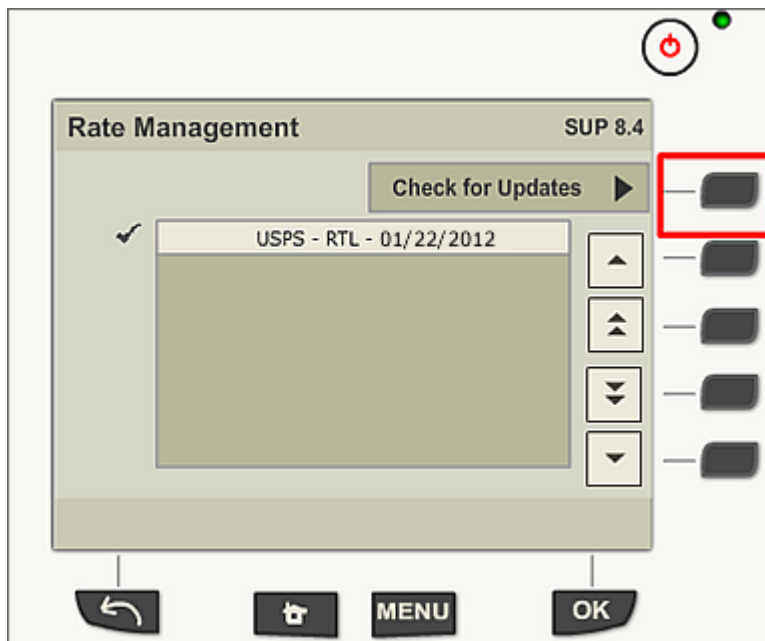 Rate Management
SUP 8.4
Check for Updates
USPS - RTL - 01/22/2012
MENU
OK